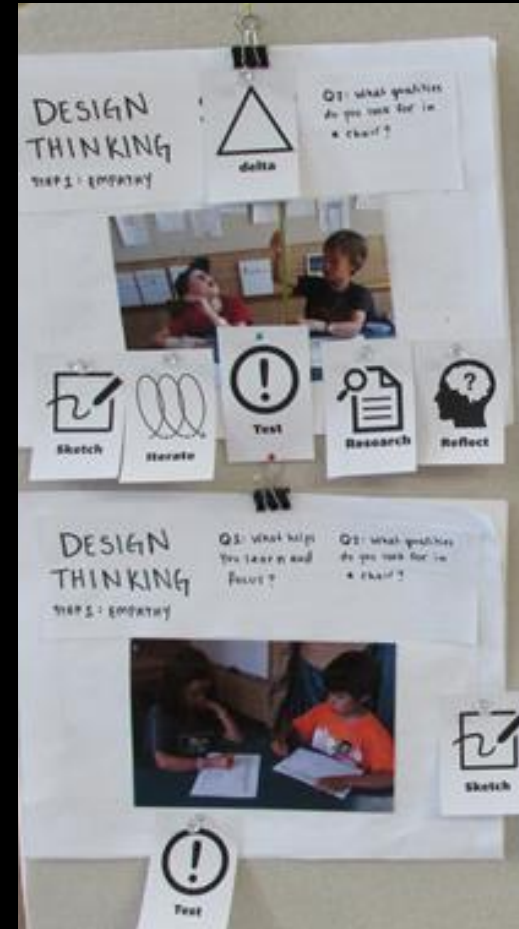 DESIGN
THINKING
STEP 1: EMPATHY
delta
Q2: What qualities
do you look for in
a chair?
Sketch
Iterate
Test
Research
Reflect
?
DESIGN
THINKING
STEP 1: EMPATHY
Q1: What helps
you learn and
focus?
Q2: What qualities
do you look for in
a chair?
Sketch
Test